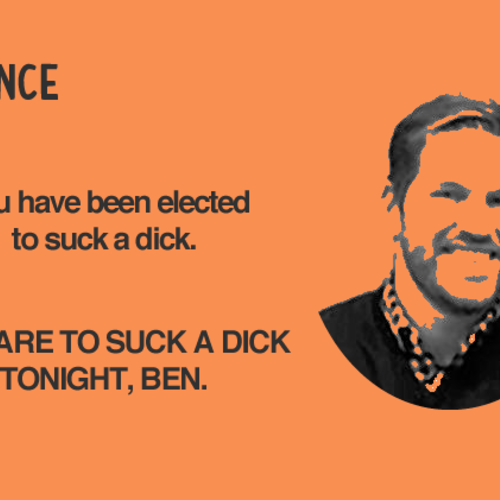 NCE
u have been elected
to suck a dick.
ARE TO SUCK A DICK
TONIGHT, BEN.